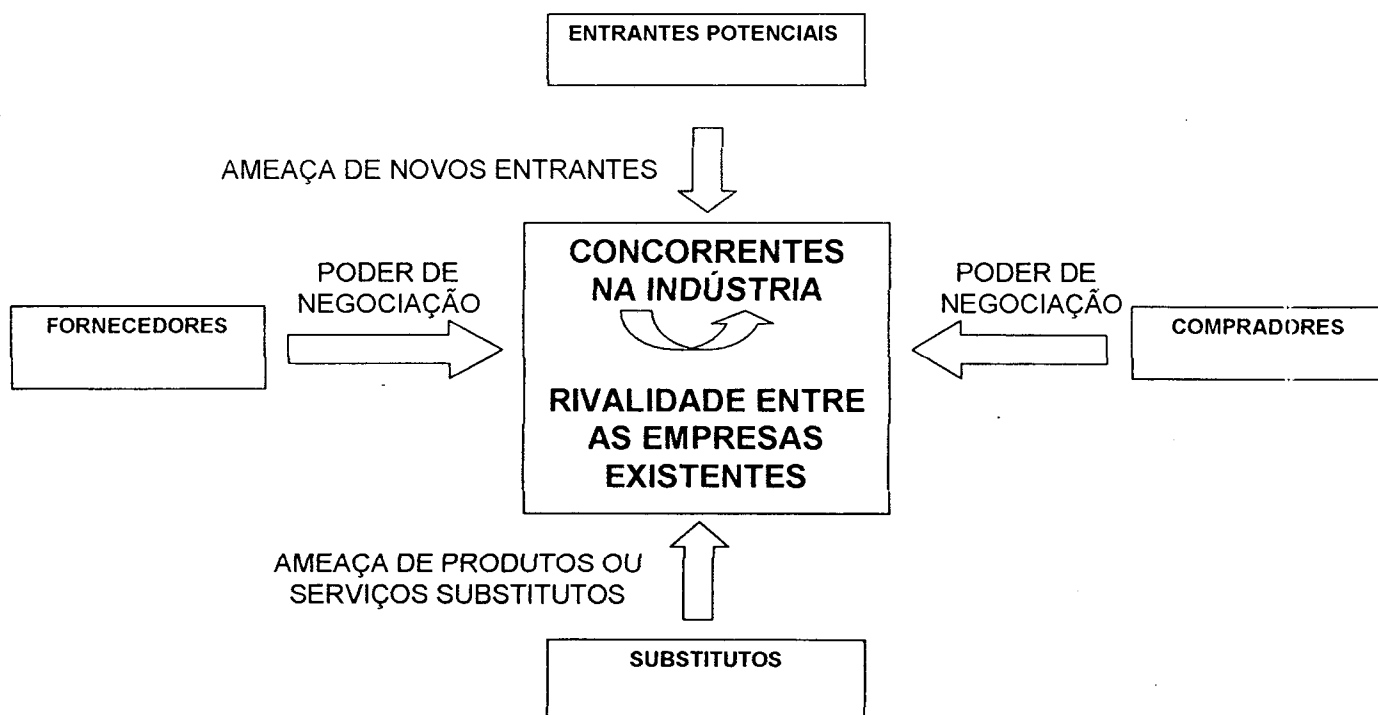 ENTRANTES POTENCIAIS
AMEAÇA DE NOVOS ENTRANTES
CONCORRENTES
NA INDÚSTRIA
PODER DE
NEGOCIAÇÃO
FORNECEDORES
PODER DE
NEGOCIAÇÃO
COMPRADORES
RIVALIDADE ENTRE
AS EMPRESAS
EXISTENTES
AMEAÇA DE PRODUTOS OU
SERVIÇOS SUBSTITUTOS
SUBSTITUTOS